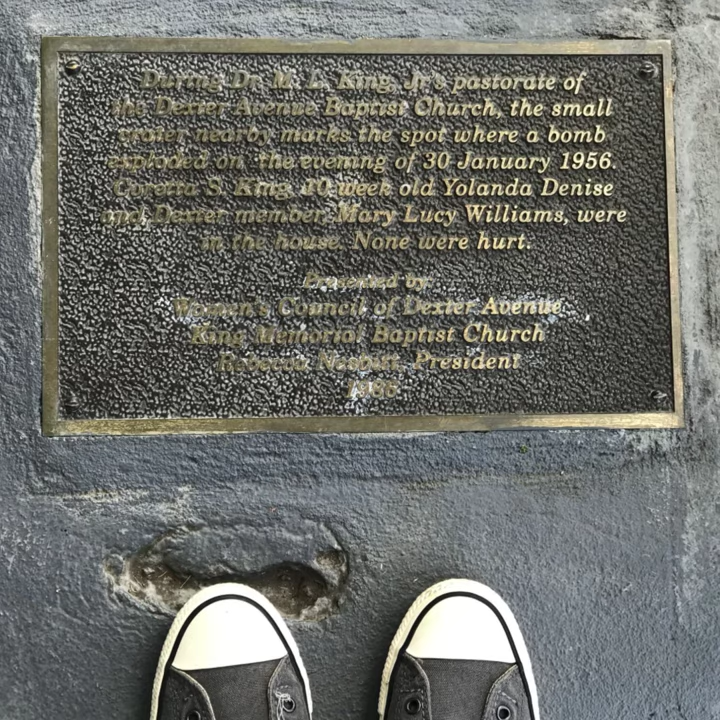 During Dr. M. L. King, Jr's pastorate of
the Dexter Avenue Baptist Church, the small
crater nearby marks the spot where a bomb
exploded on the evening of 30 January 1956.
Coretta S. King, 10 week old Yolanda Denise
and Dexter member, Mary Lucy Williams, were
in the house. None were hurt.
Presented by
Women's Council of Dexter Avenue
King Memorial Baptist Church
Rebecca President